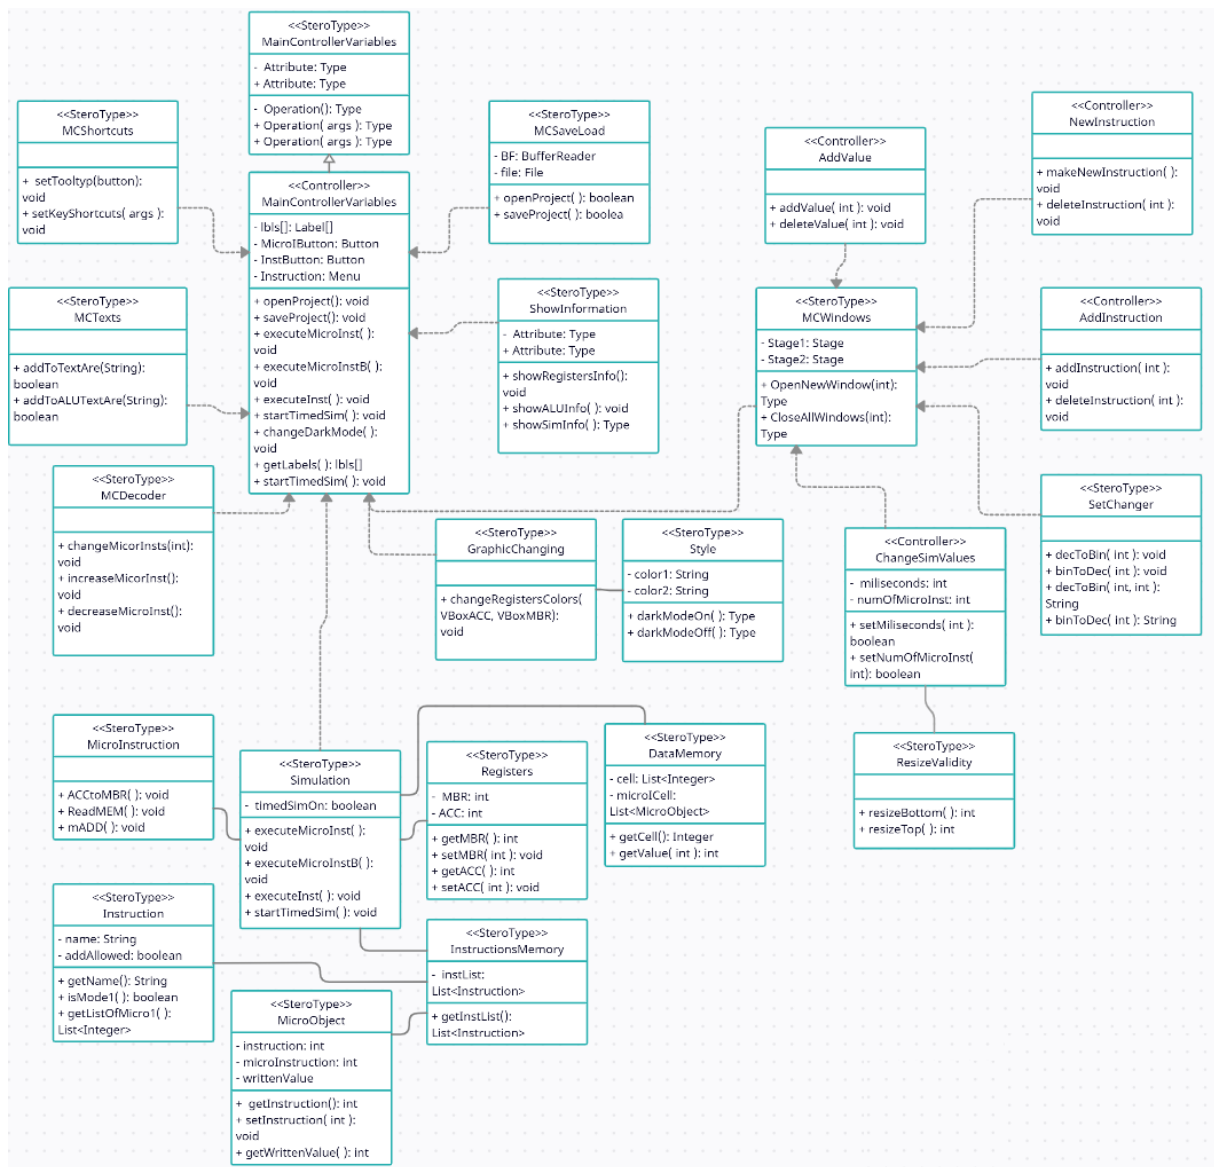 <<SteroType>>
MainControllerVariables
- Attribute: Type
+ Attribute: Type
- Operation(): Type
+ Operation( args ): Type
+ Operation( args ): Type
<<SteroType>>
MCShortcuts
+ setTooltyp(button):
void
+ setKeyShortcuts( args ):
void
<<Controller>>
MainControllerVariables
- lbls[]: Label[]
- MicroIButton: Button
- InstButton: Button
- Instruction: Menu
+ openProject(): void
+ saveProject(): void
+ executeMicroInst( ):
void
+ executeMicroInstB( ):
void
+ executeInst( ): void
+ startTimedSim( ): void
+ changeDarkMode( ):
void
+ getLabels( ): lbls[]
+ startTimedSim( ): void
<<SteroType>>
MCSaveLoad
- BF: BufferReader
- file: File
+ openProject( ): boolean
+ saveProject( ): boolea
<<Controller>>
AddValue
+ addValue( int ): void
+ deleteValue( int ): void
<<Controller>>
NewInstruction
+ makeNewInstruction( ):
void
+ deleteInstruction( int ):
void
<<SteroType>>
MCTexts
+ addToTextAre(String):
boolean
+ addToALUTextAre(String):
boolean
<<SteroType>>
ShowInformation
- Attribute: Type
+ Attribute: Type
+ showRegistersInfo():
void
+ showALUInfo( ): void
+ showSimInfo( ): Type
<<SteroType>>
MCWindows
- Stage1: Stage
- Stage2: Stage
+ OpenNewWindow(int):
Type
+ CloseAllWindows(int):
Type
<<Controller>>
AddInstruction
+ addInstruction( int ):
void
+ deleteInstruction( int ):
void
<<SteroType>>
MCDecoder
+ changeMicorInsts(int):
void
+ increaseMicorInst():
void
+ decreaseMicroInst():
void
<<SteroType>>
GraphicChanging
+ changeRegistersColors(
VBoxACC, VBoxMBR):
void
<<SteroType>>
Style
- color1: String
- color2: String
+ darkModeOn( ): Type
+ darkModeOff( ): Type
<<Controller>>
ChangeSimValues
- miliseconds: int
- numOfMicroInst: int
+ setMiliseconds( int ):
boolean
+ setNumOfMicroInst(
int): boolean
<<SteroType>>
SetChanger
+ decToBin( int ): void
+ binToDec( int ): void
+ decToBin( int, int ):
String
+ binToDec( int ): String
<<SteroType>>
MicroInstruction
+ ACCtoMBR( ): void
+ ReadMEM( ): void
+ mADD( ): void
<<SteroType>>
Simulation
- timedSimOn: boolean
+ executeMicroInst( ):
void
+ executeMicroInstB( ):
void
+ executeInst( ): void
+ startTimedSim( ): void
<<SteroType>>
Registers
- MBR: int
- ACC: int
+ getMBR( ): int
+ setMBR( int ): void
+ getACC( ): int
+ setACC( int ): void
<<SteroType>>
DataMemory
- cell: List<Integer>
- microICell:
List<MicroObject>
+ getCell(): Integer
+ getValue( int ): int
<<SteroType>>
ResizeValidity
+ resizeBottom( ): int
+ resizeTop( ): int
<<SteroType>>
Instruction
- name: String
- addAllowed: boolean
+ getName(): String
+ isMode1( ): boolean
+ getListOfMicro1( ):
List<Integer>
<<SteroType>>
InstructionsMemory
- instList:
List<Instruction>
+ getInstList():
List<Instruction>
<<SteroType>>
MicroObject
- instruction: int
- microInstruction: int
- writtenValue
+ getInstruction(): int
+ setInstruction( int ):
void
+ getWrittenValue( ): int